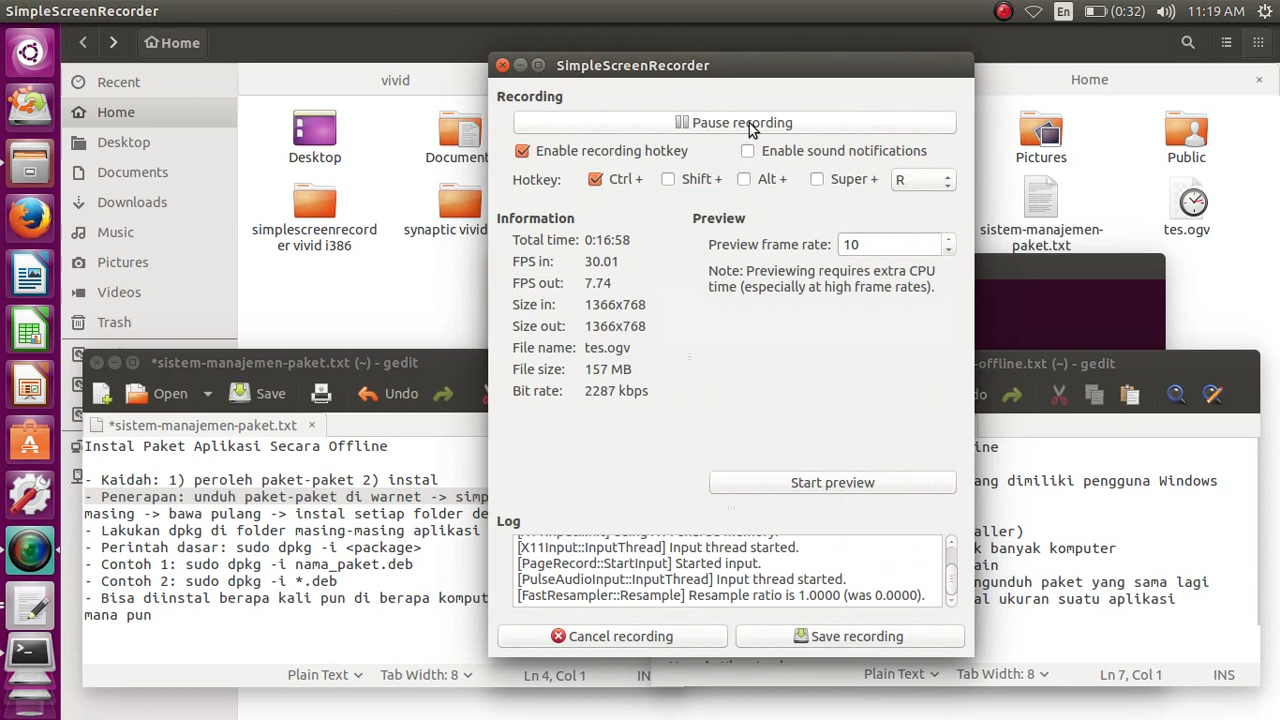 SimpleScreenRecorder
En
(0:32)
11:19 AM
Home
Recent
Home
Desktop
Documents
Downloads
Music
Pictures
Videos
Trash
Home
Desktop
Pictures
Public
simplescreenrecord
er vivid i386
sistem-manajemen-
paket.txt
tes.ogv
SimpleScreenRecorder
Recording
Pause recording
Enable recording hotkey
Enable sound notifications
Hotkey:
Ctrl +
Shift +
Alt +
Super +
R
Information
Total time: 0:16:58
FPS in: 30.01
FPS out: 7.74
Size in: 1366x768
Size out: 1366x768
File name: tes.ogv
File size: 157 MB
Bit rate: 2287 kbps
Preview
Preview frame rate: 10
Note: Previewing requires extra CPU
time (especially at high frame rates).
Start preview
Log
[X11Input::InputThread] Input thread started.
[PageRecord::StartInput] Started input.
[PulseAudioInput::InputThread] Input thread started.
[FastResampler::Resample] Resample ratio is 1.0000 (was 0.0000).
Cancel recording
Save recording
*sistem-manajemen-paket.txt (~) - gedit
Open
Save
Undo
*sistem-manajemen-paket.txt
Instal Paket Aplikasi Secara Offline
- Kaidah: 1) peroleh paket-paket 2) instal
- Penerapan: unduh paket-paket di warnet ->
masing -> bawa pulang -> instal setiap folder
- Lakukan dpkg di folder masing-masing aplikasi
- Perintah dasar: sudo dpkg -i <package>
- Contoh 1: sudo dpkg -i nama_paket.deb
- Contoh 2: sudo dpkg -i *.deb
- Bisa diinstal berapa kali pun di berapa
mana pun
Plain Text
Tab Width: 8
Ln 4, Col 1
-offline.txt - gedit
ang dimiliki pengguna Windows
aller)
k banyak komputer
ngunduh paket yang sama lagi
al ukuran suatu aplikasi
Plain Text
Tab Width: 8
Ln 7, Col 1
INS